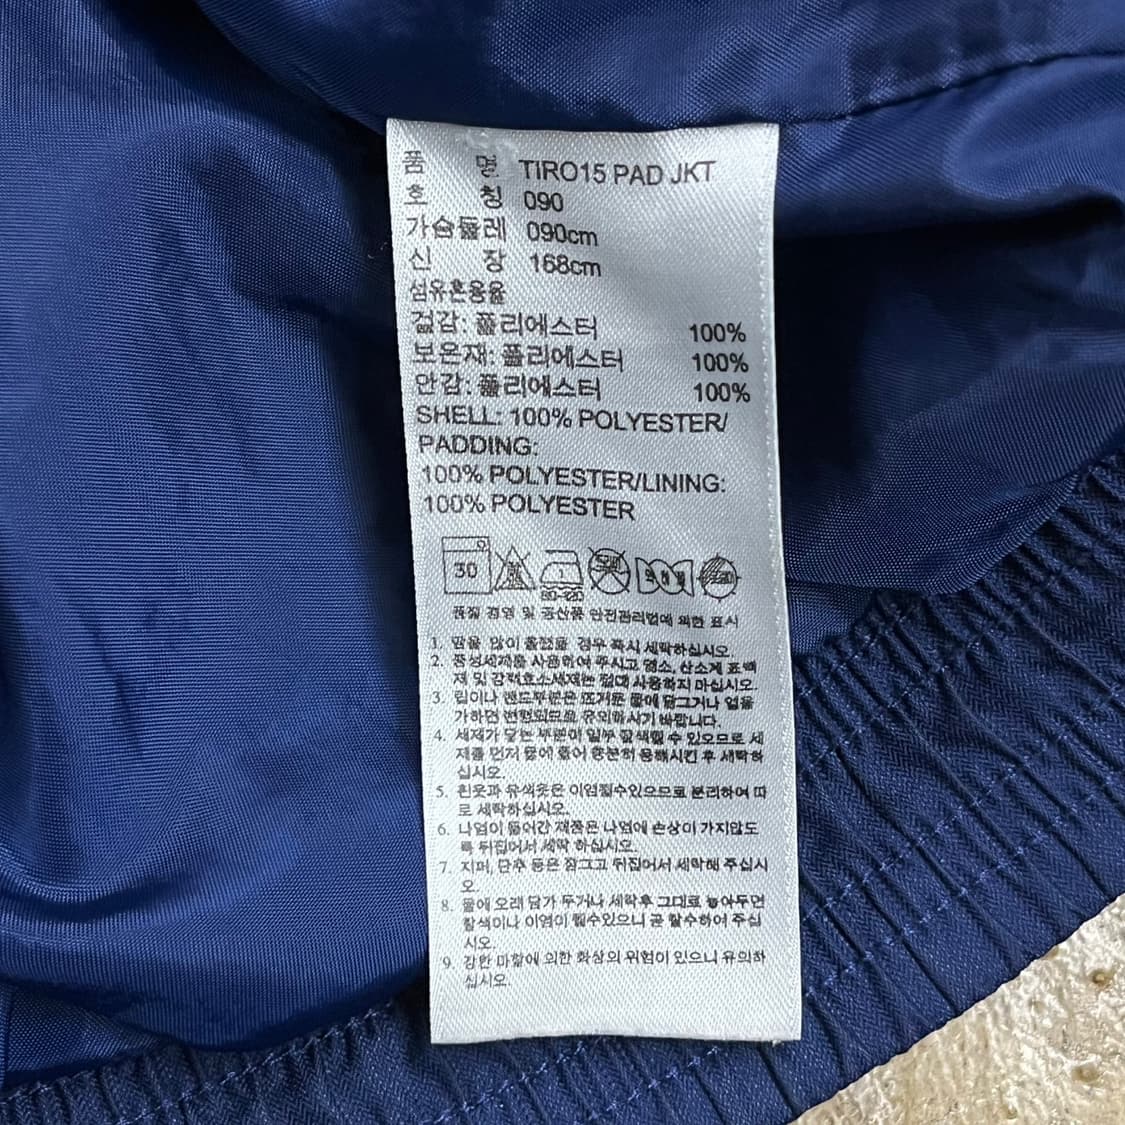 품 명 TIRO15 PAD JKT
호 칭 090
가슴둘레 090cm
신 장 168cm
섬유혼용율
겉감: 폴리에스터 100%
보온재: 폴리에스터 100%
안감: 폴리에스터 100%
SHELL: 100% POLYESTER/
PADDING:
100% POLYESTER/LINING:
100% POLYESTER
30
품질 경영 및 공산품 안전관리법에 의한 표시
1. 땀을 많이 흘렸을 경우 즉시 세탁하십시오.
2. 중성세제를 사용하여 주시고 염소, 산소계 표백
제 및 강력효소세제는 절대 사용하지 마십시오.
3. 립이나 밴드부분은 뜨거운 물에 담그거나 열을
가하면 변형되므로 유의하시기 바랍니다.
4. 세제가 닿는 부분이 일부 탈색될 수 있으므로 세
제를 먼저 물에 풀어 충분히 용해시킨 후 세탁하
십시오.
5. 흰옷과 유색옷은 이염될수있으므로 분리하여 따
로 세탁하십시오.
6. 나염이 들어간 제품은 나염에 손상이 가지않도
록 뒤집어서 세탁 하십시오.
7. 지퍼, 단추 등은 잠그고 뒤집어서 세탁해 주십시
오.
8. 물에 오래 담가 두거나 세탁후 그대로 놓아두면
탈색이나 이염이 될수있으니 곧 탈수하여 주십
시오.
9. 강한 마찰에 의한 화상의 위험이 있으니 유의하
십시오.